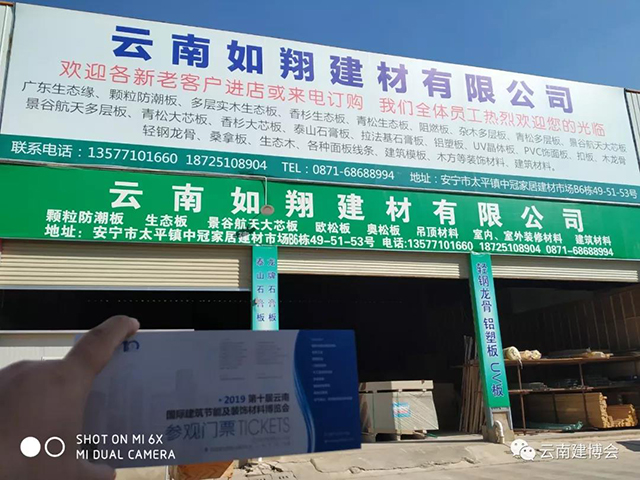 云南如翔建材有限公司
欢迎各新老客户进店或来电订购 我们全体员工热烈欢迎您的光临
广东生态缘、颗粒防潮板、多层实木生态板、香杉生态板、青松生态板、阻燃板、杂木多层板、青松多层板、景谷航天大芯板
景谷航天多层板、青松大芯板、香杉大芯板、泰山石膏板、拉法基石膏板、铝塑板、UV晶体板、PVC饰面板、扣板、木龙骨
轻钢龙骨、桑拿板、生态木、各种面板线条、建筑模板、木方等装饰材料、建筑材料。
联系电话：13577101660 18725108904 TEL：0871-68688994 地址：安宁市太平镇中冠家居建材市场86栋49-51-53号
云南如翔建材有限公司
颗粒防潮板 生态板 景谷航天大芯板 欧松板 奥松板 吊顶材料 室内、室外装修材料 建筑材料
地址：安宁市太平镇中冠家居建材市场86栋49-51-53号 电话:13577101660 18725108904 0871-68688994
泰山石膏板
石膏板
轻钢龙骨 铝塑板 UV板
·2019 第十届云南
国际建筑节能及装饰材料博览会
参观门票TICKETS
SHOT ON MI 6X
MI DUAL CAMERA
云南建博会